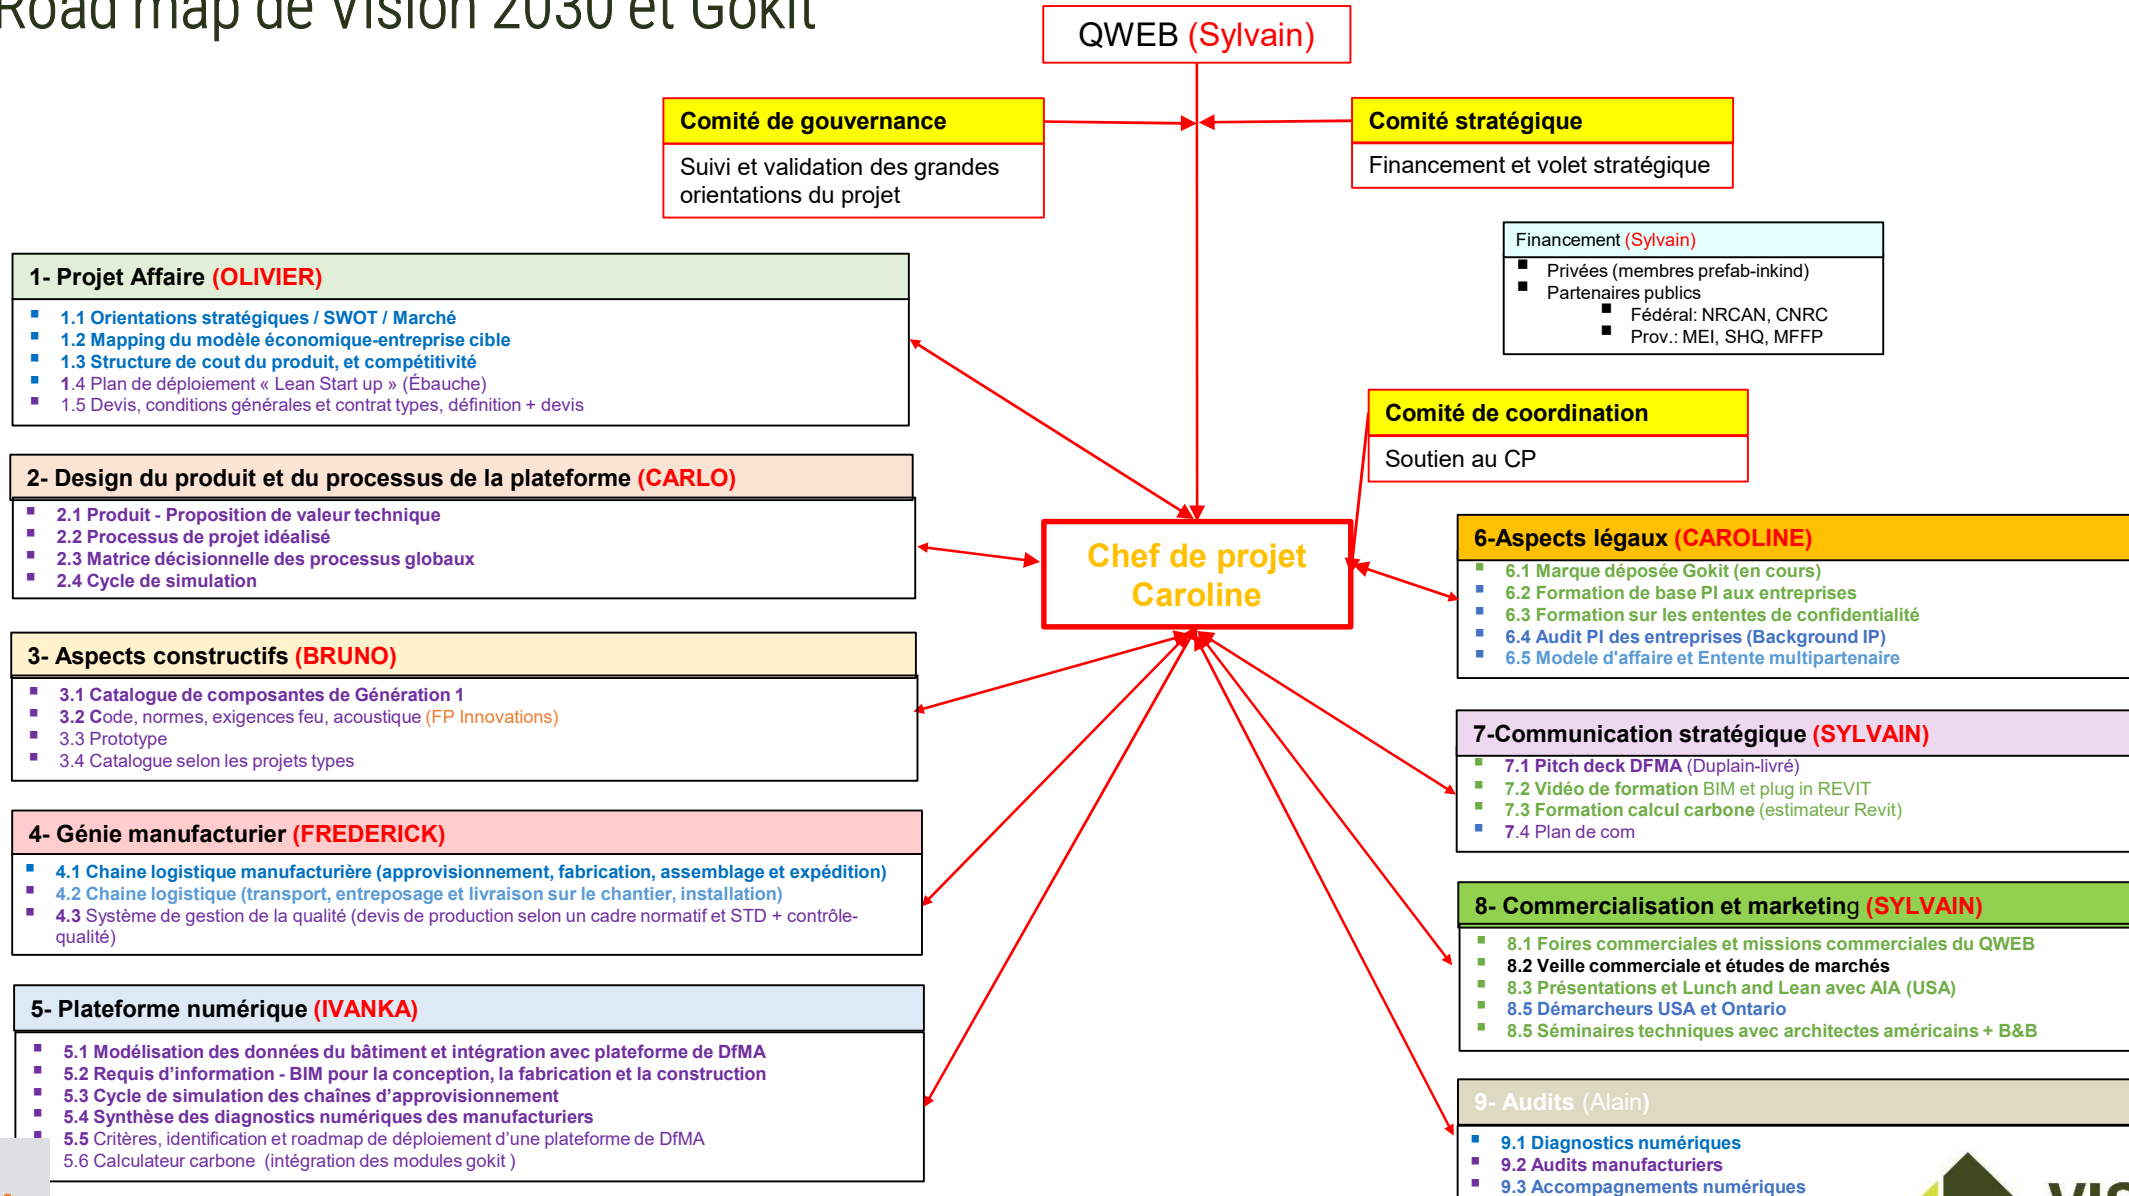 Road map de Vision 2030 et Gokit
QWEB (Sylvain)
Comité de gouvernance
Suivi et validation des grandes
orientations du projet
Comité stratégique
Financement et volet stratégique
Financement (Sylvain)
Privées (membres prefab-inkind)
Partenaires publics
Fédéral: NRCAN, CNRC
Prov.: MEI, SHQ, MFFP
1- Projet Affaire (OLIVIER)
1.1 Orientations stratégiques / SWOT / Marché
1.2 Mapping du modèle économique-entreprise cible
1.3 Structure de cout du produit, et compétitivité
1.4 Plan de déploiement « Lean Start up » (Ébauche)
1.5 Devis, conditions générales et contrat types, définition + devis
Comité de coordination
Soutien au CP
2- Design du produit et du processus de la plateforme (CARLO)
2.1 Produit - Proposition de valeur technique
2.2 Processus de projet idéalisé
2.3 Matrice décisionnelle des processus globaux
2.4 Cycle de simulation
Chef de projet
Caroline
3- Aspects constructifs (BRUNO)
3.1 Catalogue de composantes de Génération 1
3.2 Code, normes, exigences feu, acoustique (FP Innovations)
3.3 Prototype
3.4 Catalogue selon les projets types
4- Génie manufacturier (FREDERICK)
4.1 Chaine logistique manufacturière (approvisionnement, fabrication, assemblage et expédition)
4.2 Chaine logistique (transport, entreposage et livraison sur le chantier, installation)
4.3 Système de gestion de la qualité (devis de production selon un cadre normatif et STD + contrôle-
qualité)
5- Plateforme numérique (IVANKA)
5.1 Modélisation des données du bâtiment et intégration avec plateforme de DfMA
5.2 Requis d’information - BIM pour la conception, la fabrication et la construction
5.3 Cycle de simulation des chaînes d’approvisionnement
5.4 Synthèse des diagnostics numériques des manufacturiers
5.5 Critères, identification et roadmap de déploiement d’une plateforme de DfMA
5.6 Calculateur carbone (intégration des modules gokit )
6-Aspects légaux (CAROLINE)
6.1 Marque déposée Gokit (en cours)
6.2 Formation de base PI aux entreprises
6.3 Formation sur les ententes de confidentialité
6.4 Audit PI des entreprises (Background IP)
6.5 Modele d'affaire et Entente multipartenaire
7-Communication stratégique (SYLVAIN)
7.1 Pitch deck DFMA (Duplain-livré)
7.2 Vidéo de formation BIM et plug in REVIT
7.3 Formation calcul carbone (estimateur Revit)
7.4 Plan de com
8- Commercialisation et marketing (SYLVAIN)
8.1 Foires commerciales et missions commerciales du QWEB
8.2 Veille commerciale et études de marchés
8.3 Présentations et Lunch and Lean avec AIA (USA)
8.5 Démarcheurs USA et Ontario
8.5 Séminaires techniques avec architectes américains + B&B
9- Audits (Alain)
9.1 Diagnostics numériques
9.2 Audits manufacturiers
9.3 Accompagnements numériques